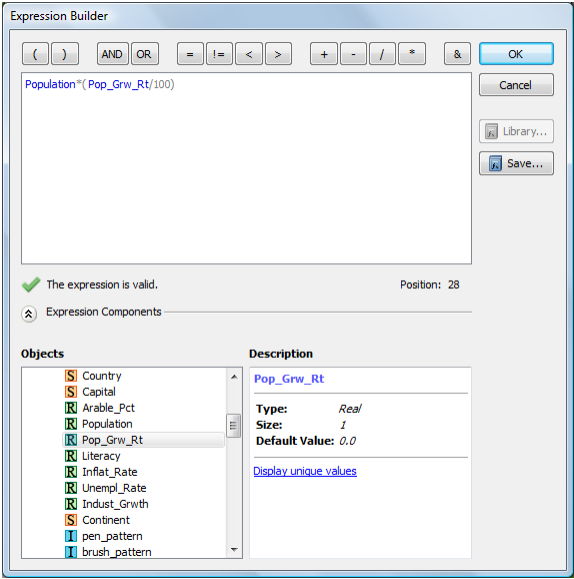 Expression Builder
( ) AND OR = != < > + - / * & OK
Population*( Pop_Grw_Rt/100)
Cancel
Library...
Save...
The expression is valid. Position: 28
Expression Components
Objects
S Country
S Capital
R Arable_Pct
R Population
R Pop_Grw_Rt
R Literacy
R Inflat_Rate
R Unempl_Rate
R Indust_Grwth
S Continent
I pen_pattern
I brush_pattern
Description
Pop_Grw_Rt
Type: Real
Size: 1
Default Value: 0.0
Display unique values